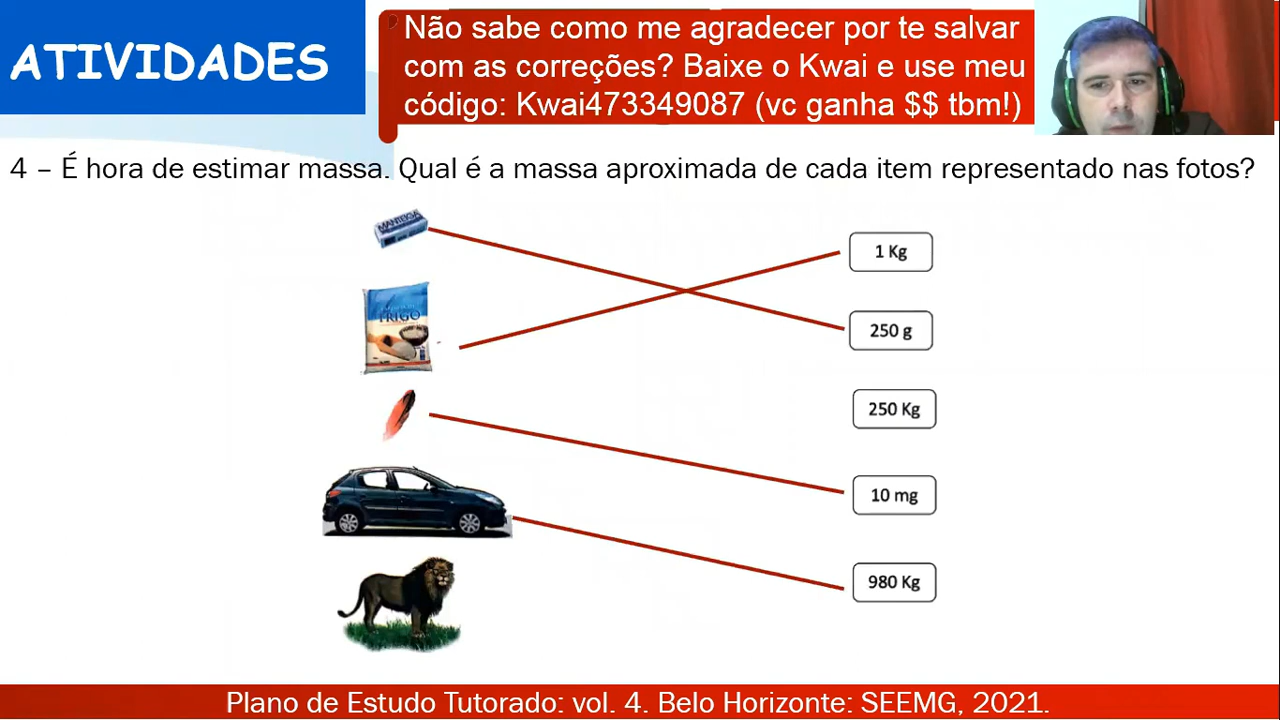 ATIVIDADES
Não sabe como me agradecer por te salvar
com as correções? Baixe o Kwai e use meu
código: Kwai473349087 (vc ganha $$ tbm!)
4 – É hora de estimar massa. Qual é a massa aproximada de cada item representado nas fotos?
MANTEIGA
1 Kg
TRIGO
250 g
250 Kg
10 mg
980 Kg
Plano de Estudo Tutorado: vol. 4. Belo Horizonte: SEEMG, 2021.